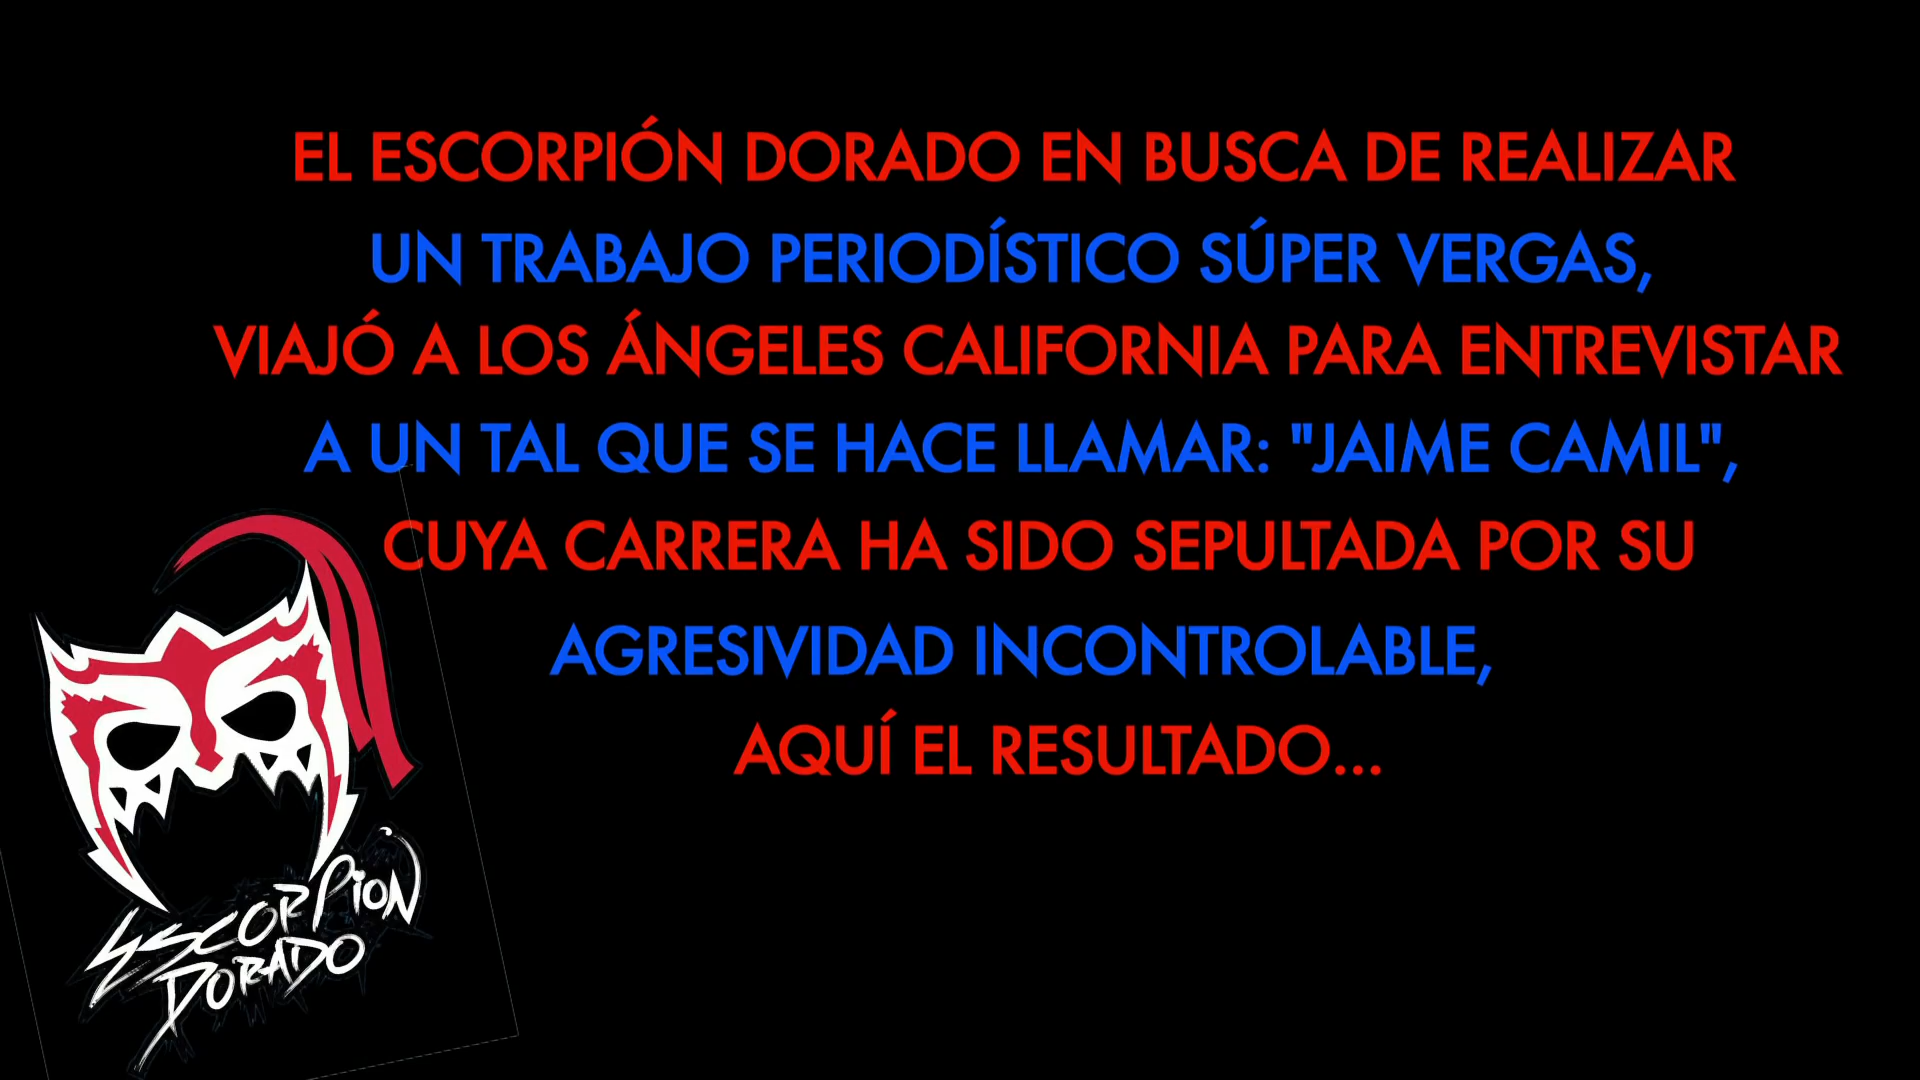 EL ESCORPIÓN DORADO EN BUSCA DE REALIZAR
UN TRABAJO PERIODÍSTICO SÚPER VERGAS,
VIAJÓ A LOS ÁNGELES CALIFORNIA PARA ENTREVISTAR
A UN TAL QUE SE HACE LLAMAR: "JAIME CAMIL",
CUYA CARRERA HA SIDO SEPULTADA POR SU
AGRESIVIDAD INCONTROLABLE,
AQUÍ EL RESULTADO...
ESCORPIÓN
DORADO